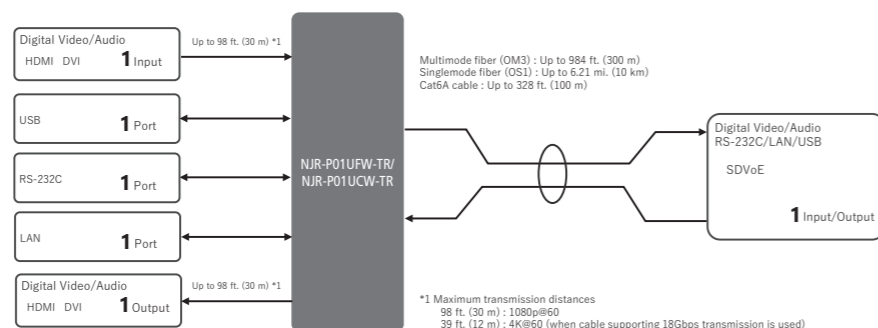 Digital Video/Audio
HDMI DVI 1 Input
Up to 98 ft. (30 m) *1
USB
1 Port
RS-232C
1 Port
LAN
1 Port
Digital Video/Audio
HDMI DVI 1 Output
Up to 98 ft. (30 m) *1
NJR-P01UFW-TR/
NJR-P01UCW-TR
Multimode fiber (OM3) : Up to 984 ft. (300 m)
Singlemode fiber (OS1) : Up to 6.21 mi. (10 km)
Cat6A cable : Up to 328 ft. (100 m)
Digital Video/Audio
RS-232C/LAN/USB
SDVoE
1 Input/Output
*1 Maximum transmission distances
98 ft. (30 m) : 1080p@60
39 ft. (12 m) : 4K@60 (when cable supporting 18Gbps transmission is used)